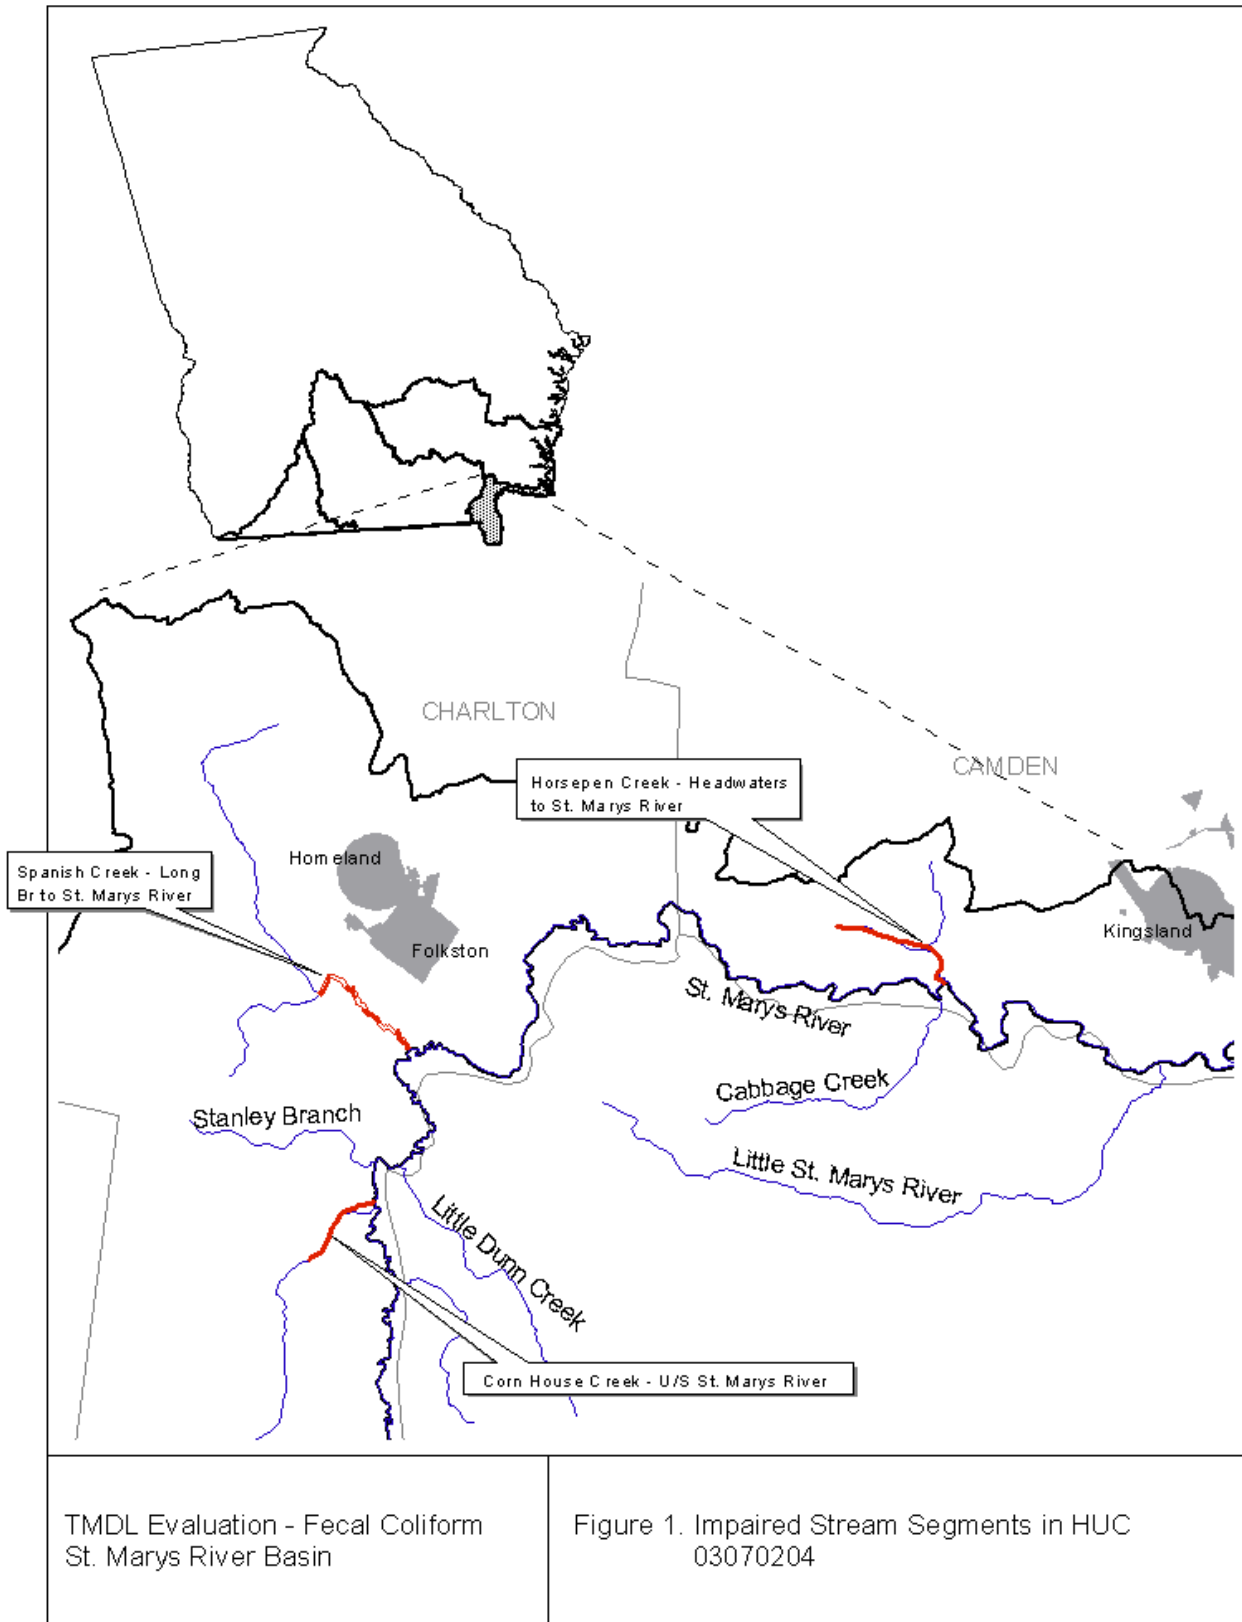 CHARLTON
CAMDEN
Horsepen Creek - Headwaters
to St. Marys River
Homeland
Spanish Creek - Long
Br to St. Marys River
Folkston
Kingsland
St. Marys River
Cabbage Creek
Stanley Branch
Little St. Marys River
Little Dunn Creek
Corn House Creek - U/S St. Marys River
TMDL Evaluation - Fecal Coliform
St. Marys River Basin
Figure 1. Impaired Stream Segments in HUC
03070204